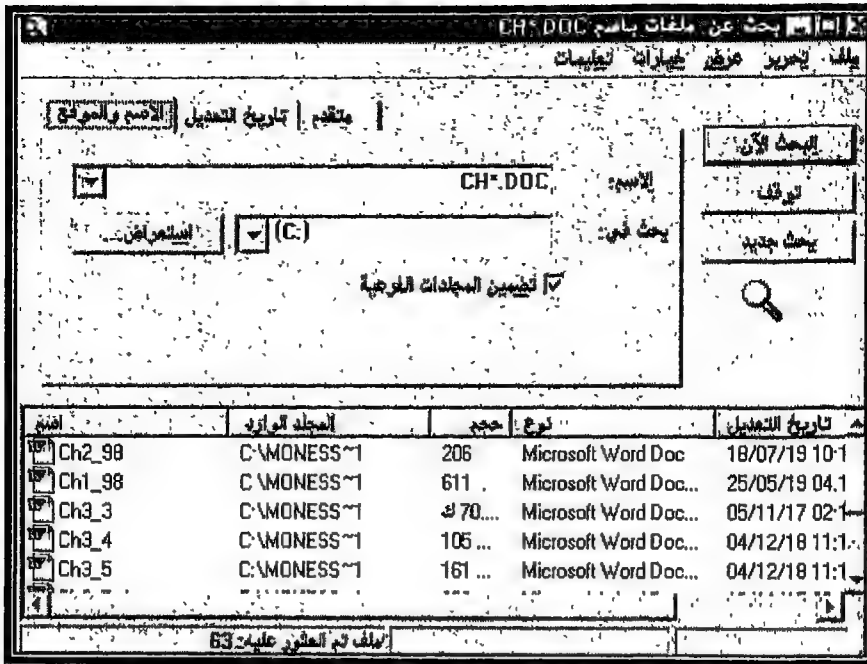 بحث عن: ملفات باسم CH*.DOC
ملف تحرير عرض خيارات تعليمات
الاسم والموقع تاريخ التعديل متقدم
البحث الآن
الاسم: CH*.DOC
توقف
يحث في: (C:) استعراض
بحث جديد
تضمين المجلدات الفرعية
اسم المجلد الوارد حجم نوع تاريخ التعديل
Ch2_98 C:\MONESS~1 206 Microsoft Word Doc 18/07/19 10:1
Ch1_98 C:\MONESS~1 611 . Microsoft Word Doc... 25/05/19 04.1
Ch3_3 C:\MONESS~1 70ك.... Microsoft Word Doc... 05/11/17 02:1
Ch3_4 C:\MONESS~1 105 ... Microsoft Word Doc... 04/12/18 11:1
Ch3_5 C:\MONESS~1 161 ... Microsoft Word Doc... 04/12/18 11:1
ملف تم العثور عليه: 63